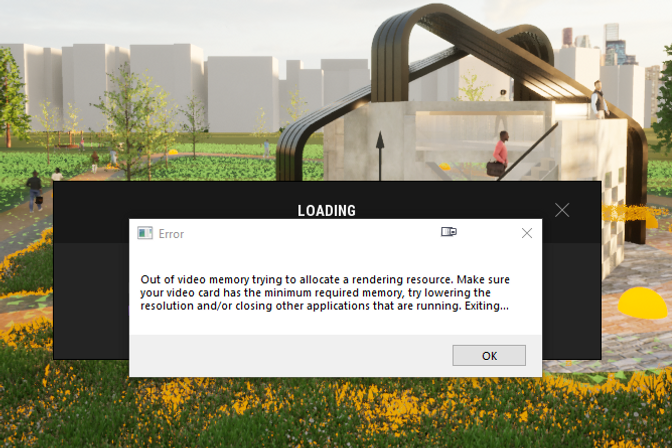 LOADING
Error
Out of video memory trying to allocate a rendering resource. Make sure
your video card has the minimum required memory, try lowering the
resolution and/or closing other applications that are running. Exiting...
OK